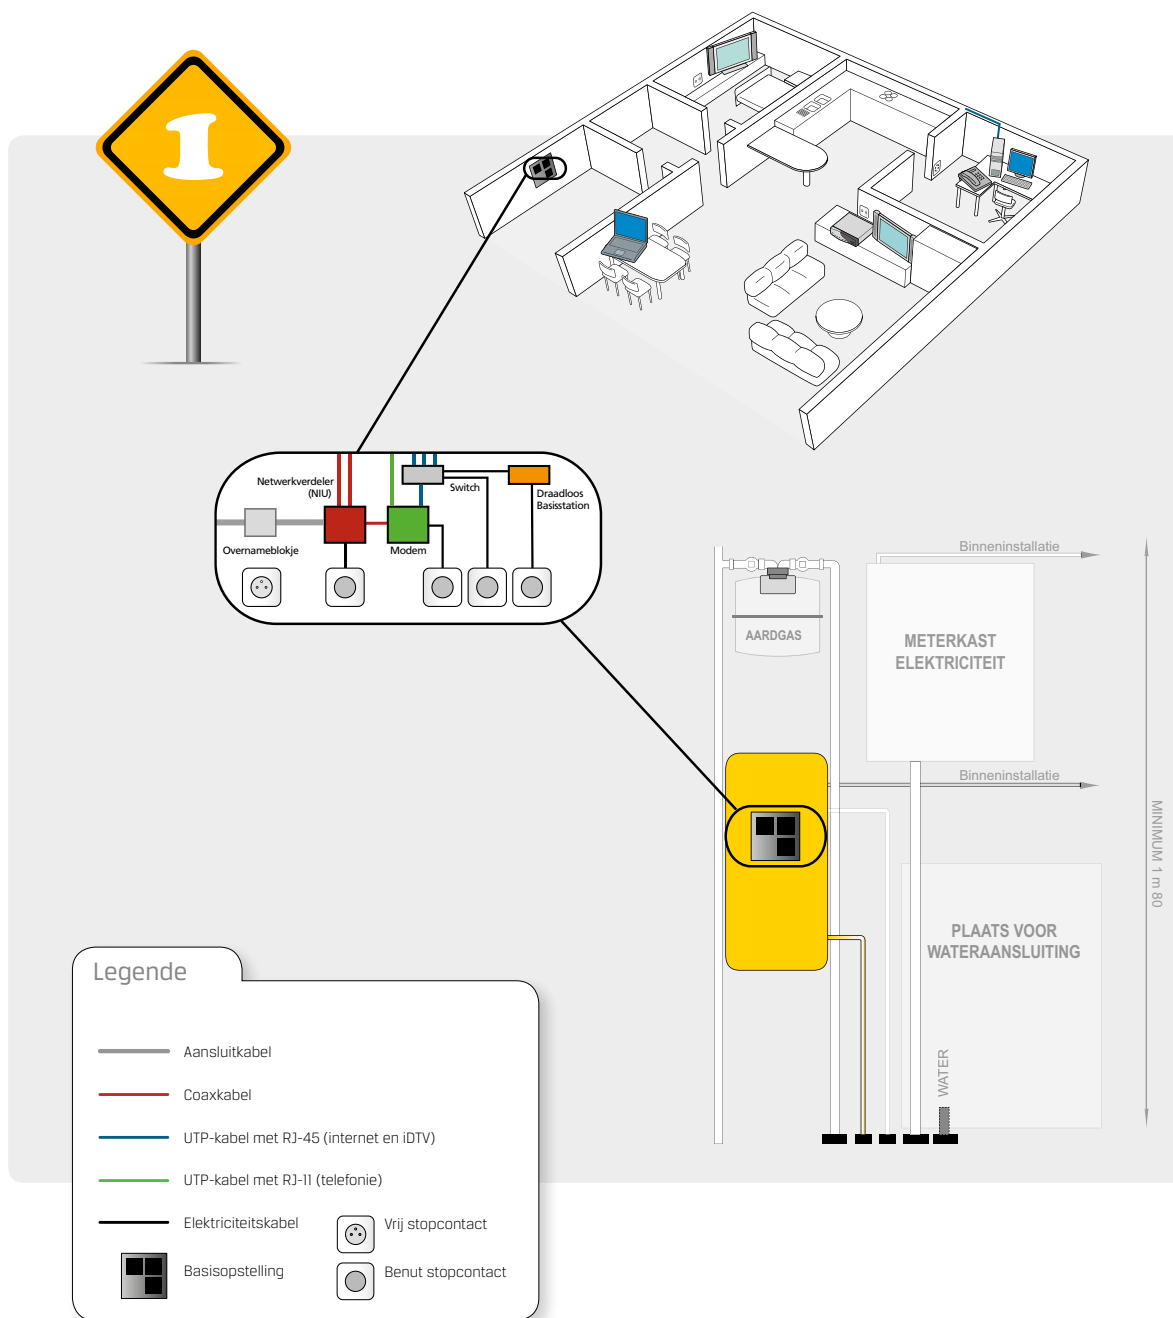 1
Netwerkverdeler
(NIU)
Switch
Draadloos
Basisstation
Overnameblokje
Modem
Binneninstallatie
AARDGAS
METERKAST
ELEKTRICITEIT
Binneninstallatie
MINIMUM 1 m 80
PLAATS VOOR
WATERAANSLUITING
WATER
Legende
Aansluitkabel
Coaxkabel
UTP-kabel met RJ-45 (internet en iDTV)
UTP-kabel met RJ-11 (telefonie)
Elektriciteitskabel
Vrij stopcontact
Basisopstelling
Benut stopcontact